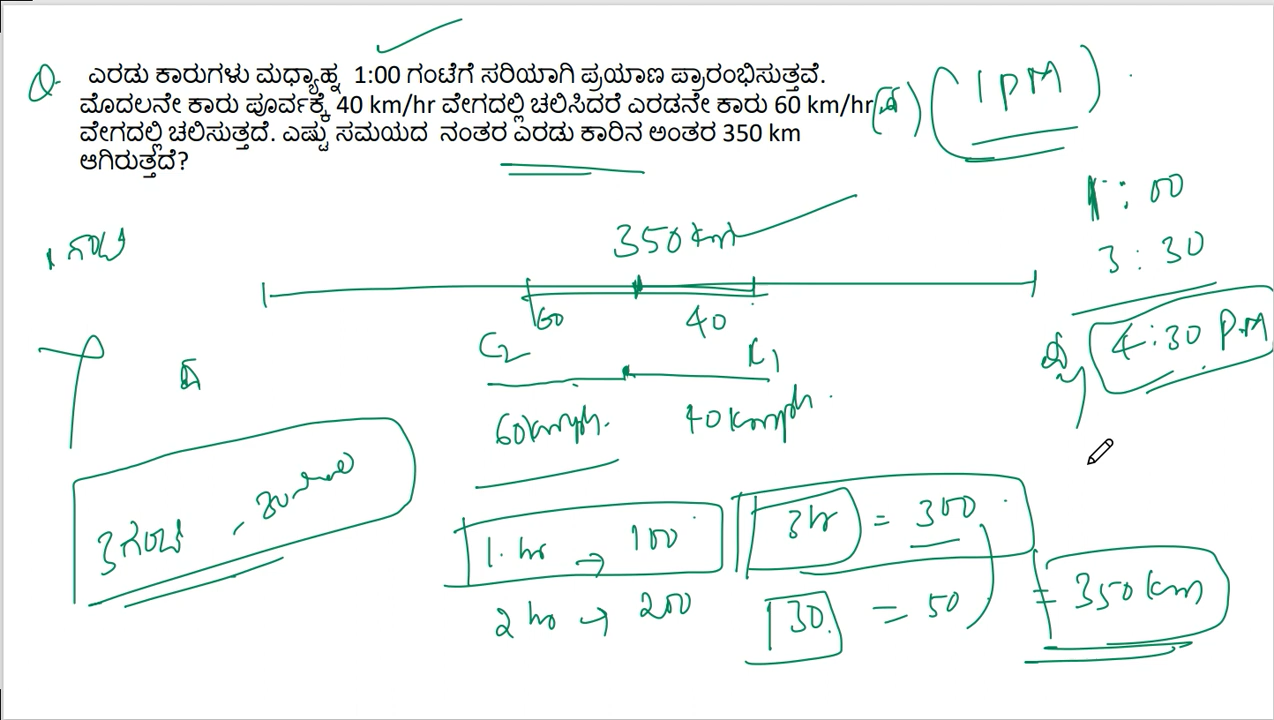 Q ಎರಡು ಕಾರುಗಳು ಮಧ್ಯಾಹ್ನ 1:00 ಗಂಟೆಗೆ ಸರಿಯಾಗಿ ಪ್ರಯಾಣ ಪ್ರಾರಂಭಿಸುತ್ತವೆ.
ಮೊದಲನೇ ಕಾರು ಪೂರ್ವಕ್ಕೆ 40 km/hr ವೇಗದಲ್ಲಿ ಚಲಿಸಿದರೆ ಎರಡನೇ ಕಾರು 60 km/hr
ವೇಗದಲ್ಲಿ ಚಲಿಸುತ್ತದೆ. ಎಷ್ಟು ಸಮಯದ ನಂತರ ಎರಡು ಕಾರಿನ ಅಂತರ 350 km
ಆಗಿರುತ್ತದೆ?
(1 PM)
1:00
3:30
4:30 P.M
350 km
60 40
C2
60 kmph. 40 kmph.
3 ಗಂಟೆ
1. hr → 100
2 hr → 200
3 hr = 300
30 = 50
= 350 km